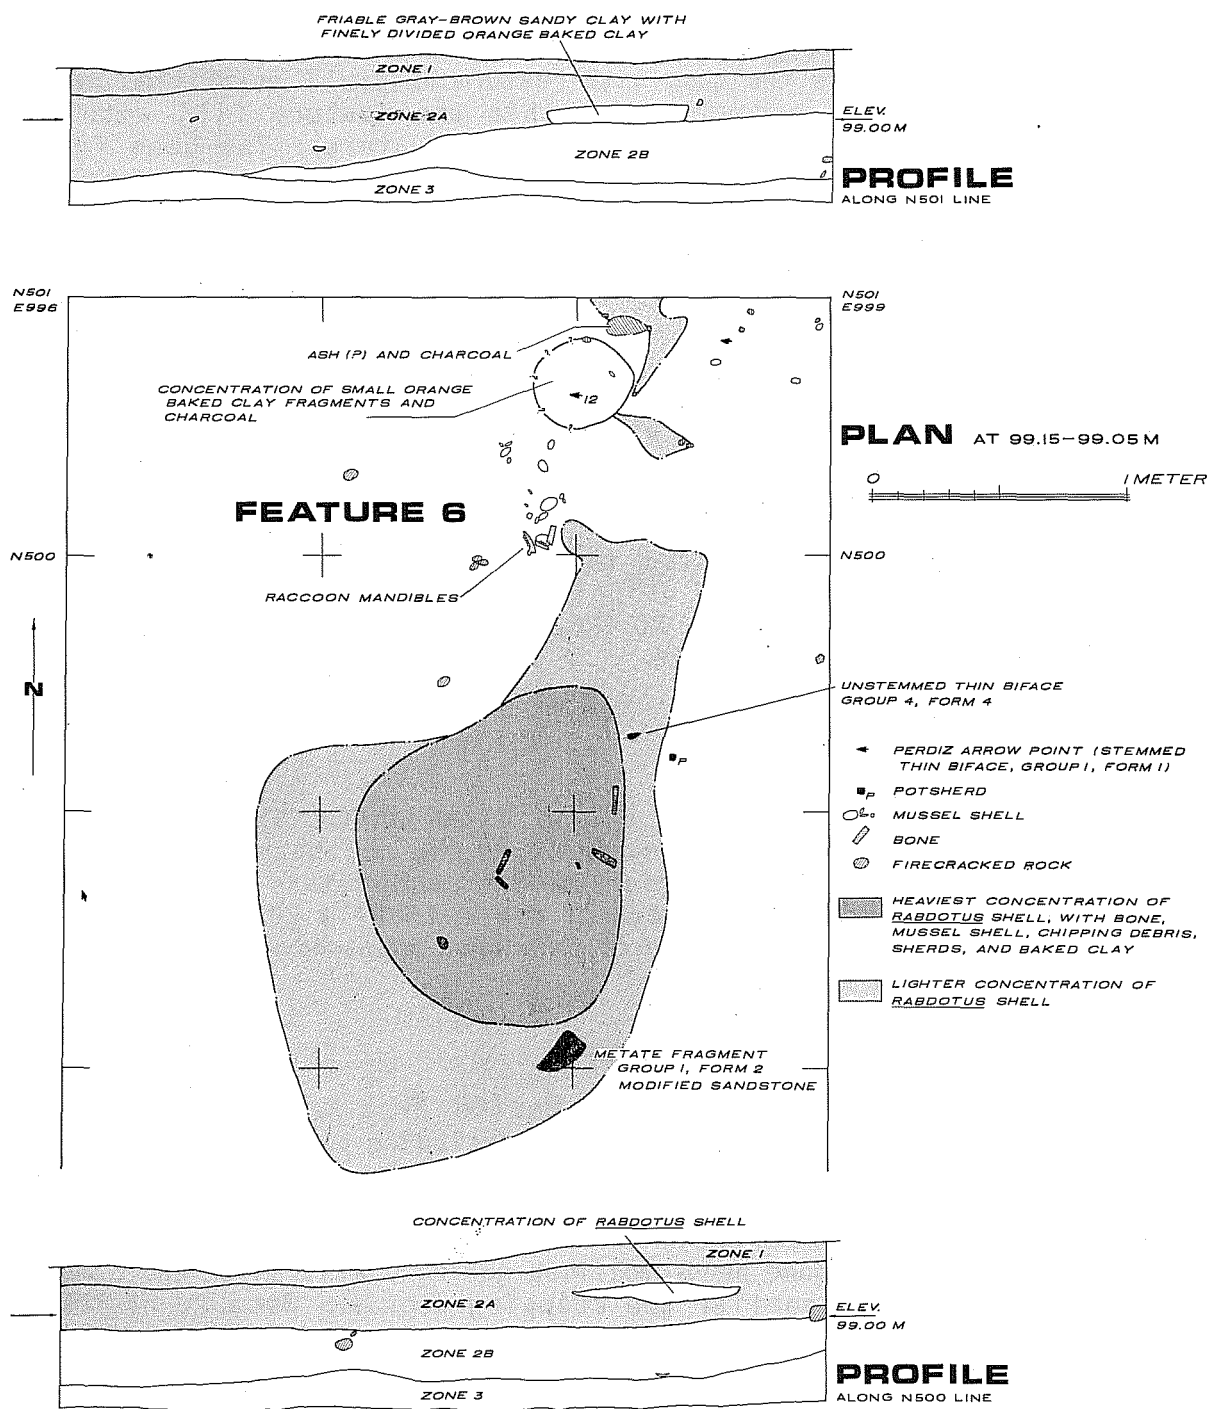 FRIABLE GRAY-BROWN SANDY CLAY WITH
FINELY DIVIDED ORANGE BAKED CLAY
ZONE 1
ZONE 2A
ELEV.
99.00 M
ZONE 2B
ZONE 3
PROFILE
ALONG N501 LINE
N501
E996
N501
E999
ASH (?) AND CHARCOAL
CONCENTRATION OF SMALL ORANGE
BAKED CLAY FRAGMENTS AND
CHARCOAL
12
PLAN AT 99.15-99.05 M
0 1 METER
FEATURE 6
N500
N500
RACCOON MANDIBLES
N
UNSTEMMED THIN BIFACE
GROUP 4, FORM 4
P
PERDIZ ARROW POINT (STEMMED
THIN BIFACE, GROUP 1, FORM 1)
P POTSHERD
MUSSEL SHELL
BONE
FIRECRACKED ROCK
HEAVIEST CONCENTRATION OF
RABDOTUS SHELL, WITH BONE,
MUSSEL SHELL, CHIPPING DEBRIS,
SHERDS, AND BAKED CLAY
LIGHTER CONCENTRATION OF
RABDOTUS SHELL
METATE FRAGMENT
GROUP 1, FORM 2
MODIFIED SANDSTONE
CONCENTRATION OF RABDOTUS SHELL
ZONE 1
ZONE 2A
ELEV.
99.00 M
ZONE 2B
ZONE 3
PROFILE
ALONG N500 LINE